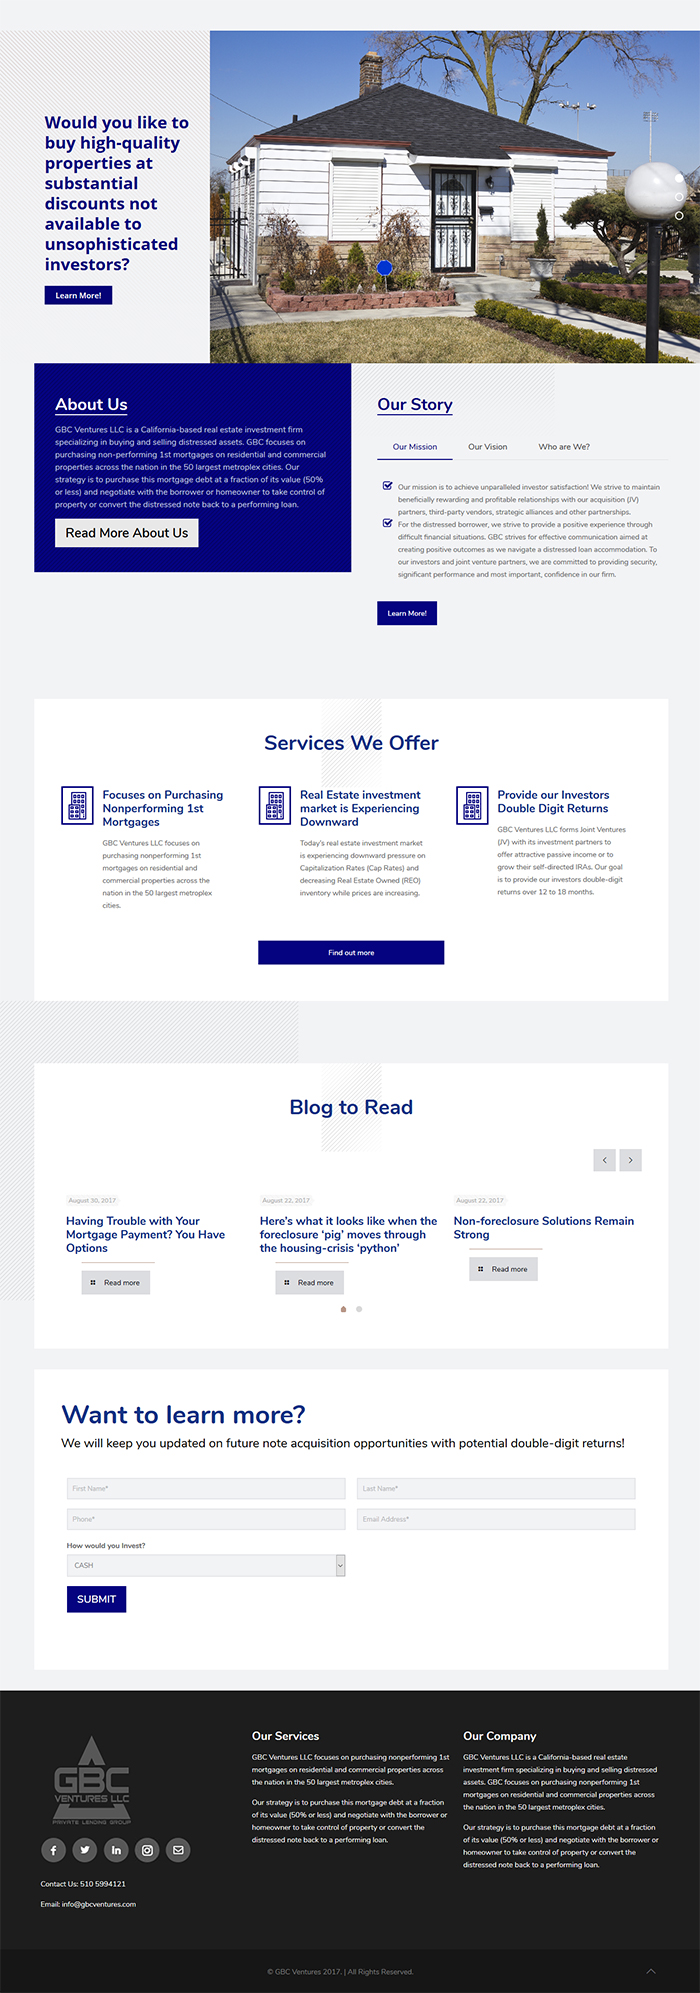 Would you like to
buy high-quality
properties at
substantial
discounts not
available to
unsophisticated
investors?
Learn More!
About Us
GBC Ventures LLC is a California-based real estate investment firm
specializing in buying and selling distressed assets. GBC focuses on
purchasing non-performing 1st mortgages on residential and commercial
properties across the nation in the 50 largest metroplex cities. Our
strategy is to purchase this mortgage debt at a fraction of its value (50%
or less) and negotiate with the borrower or homeowner to take control of
property or convert the distressed note back to a performing loan.
Read More About Us
Our Story
Our Mission
Our Vision
Who are We?
Our mission is to achieve unparalleled investor satisfaction! We strive to maintain
beneficially rewarding and profitable relationships with our acquisition (JV)
partners, third-party vendors, strategic alliances and other partnerships.
For the distressed borrower, we strive to provide a positive experience through
difficult financial situations. GBC strives for effective communication aimed at
creating positive outcomes as we navigate a distressed loan accommodation. To
our investors and joint venture partners, we are committed to providing security,
significant performance and most important, confidence in our firm.
Learn More!
Services We Offer
Focuses on Purchasing
Nonperforming 1st
Mortgages
GBC Ventures LLC focuses on
purchasing nonperforming 1st
mortgages on residential and
commercial properties across the
nation in the 50 largest metroplex
cities.
Real Estate investment
market is Experiencing
Downward
Today's real estate investment market
is experiencing downward pressure on
Capitalization Rates (Cap Rates) and
decreasing Real Estate Owned (REO)
inventory while prices are increasing.
Provide our Investors
Double Digit Returns
GBC Ventures LLC forms Joint Ventures
(JV) with its investment partners to
offer attractive passive income or to
grow their self-directed IRAs. Our goal
is to provide our investors double-digit
returns over 12 to 18 months.
Find out more
Blog to Read
August 30, 2017
Having Trouble with Your
Mortgage Payment? You Have
Options
Read more
August 22, 2017
Here's what it looks like when the
foreclosure 'pig' moves through
the housing-crisis 'python'
Read more
August 22, 2017
Non-foreclosure Solutions Remain
Strong
Read more
Want to learn more?
We will keep you updated on future note acquisition opportunities with potential double-digit returns!
First Name*
Last Name*
Phone*
Email Address*
How would you Invest?
CASH
SUBMIT
GBC
VENTURES LLC
PRIVATE LENDING GROUP
Contact Us: 510 5994121
Email: info@gbcventures.com
Our Services
GBC Ventures LLC focuses on purchasing nonperforming 1st
mortgages on residential and commercial properties across
the nation in the 50 largest metroplex cities.
Our strategy is to purchase this mortgage debt at a fraction
of its value (50% or less) and negotiate with the borrower or
homeowner to take control of property or convert the
distressed note back to a performing loan.
Our Company
GBC Ventures LLC is a California-based real estate
investment firm specializing in buying and selling distressed
assets. GBC focuses on purchasing nonperforming 1st
mortgages on residential and commercial properties across
the nation in the 50 largest metroplex cities.
Our strategy is to purchase this mortgage debt at a fraction
of its value (50% or less) and negotiate with the borrower or
homeowner to take control of property or convert the
distressed note back to a performing loan.
© GBC Ventures 2017. | All Rights Reserved.